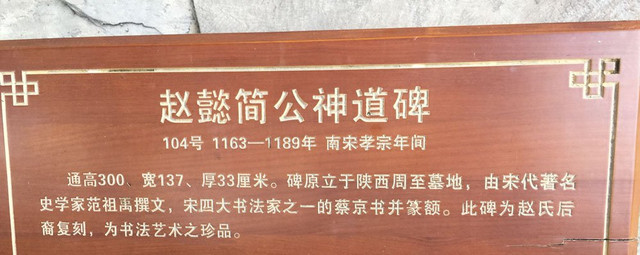 赵懿简公神道碑
104号 1163—1189年 南宋孝宗年间
通高300、宽137、厚33厘米。碑原立于陕西周至墓地，由宋代著名
史学家范祖禹撰文，宋四大书法家之一的蔡京书并篆额。此碑为赵氏后
裔复刻，为书法艺术之珍品。